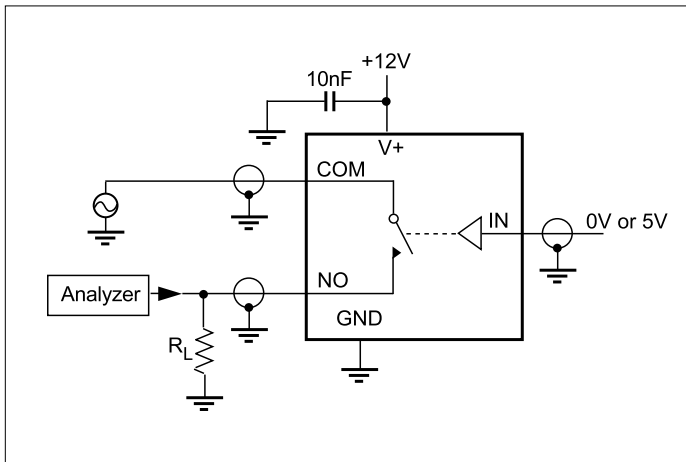 +12V
10nF
V+
COM
IN
0V or 5V
NO
Analyzer
GND
RL